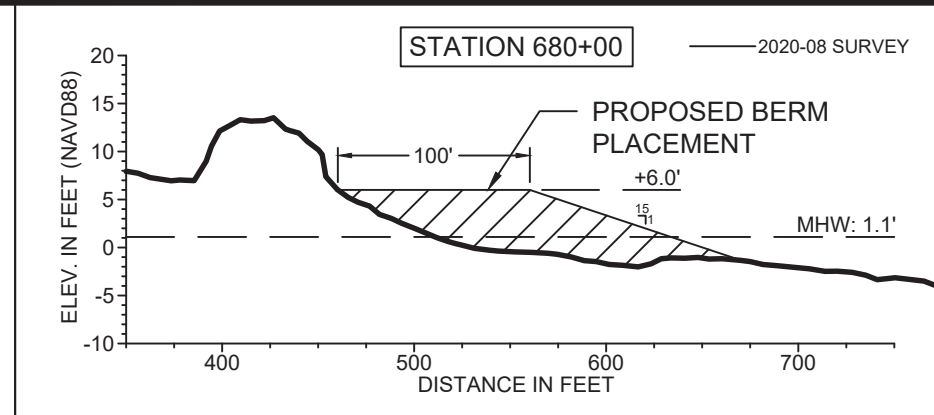 STATION 680+00
2020-08 SURVEY
PROPOSED BERM
PLACEMENT
100'
+6.0'
15
1
MHW: 1.1'
ELEV. IN FEET (NAVD88)
20
15
10
5
0
-5
-10
400
500
600
700
DISTANCE IN FEET